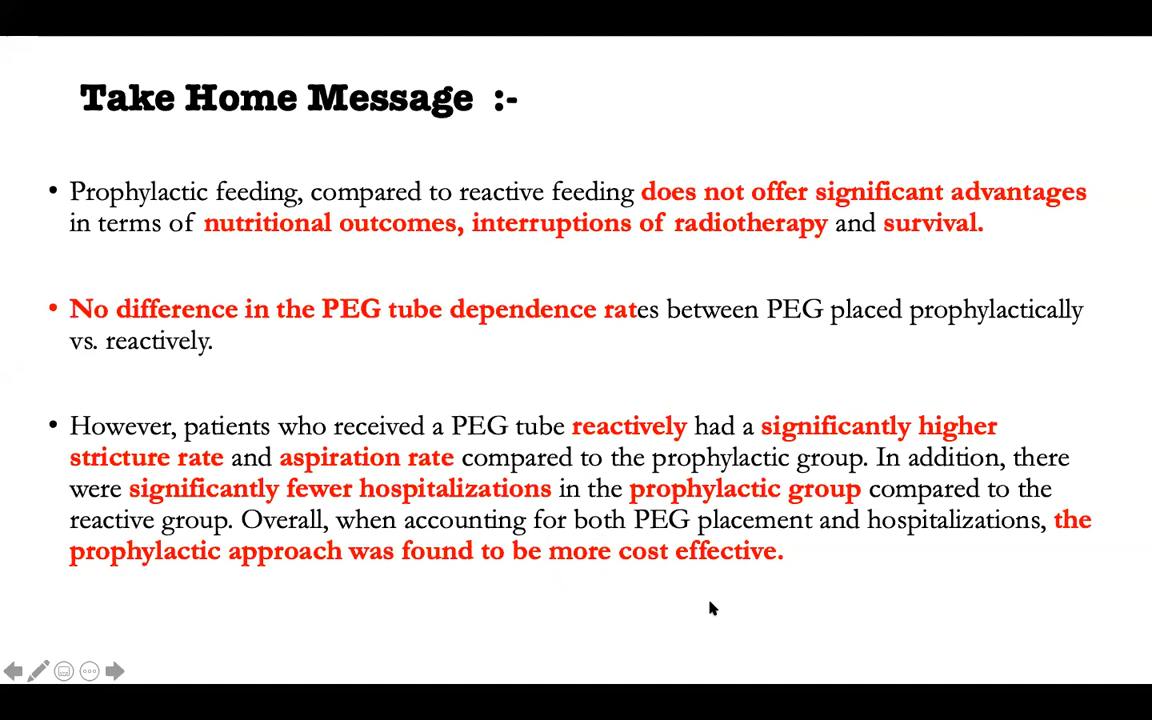 Take Home Message :-
• Prophylactic feeding, compared to reactive feeding does not offer significant advantages
in terms of nutritional outcomes, interruptions of radiotherapy and survival.
• No difference in the PEG tube dependence rates between PEG placed prophylactically
vs. reactively.
• However, patients who received a PEG tube reactively had a significantly higher
stricture rate and aspiration rate compared to the prophylactic group. In addition, there
were significantly fewer hospitalizations in the prophylactic group compared to the
reactive group. Overall, when accounting for both PEG placement and hospitalizations, the
prophylactic approach was found to be more cost effective.